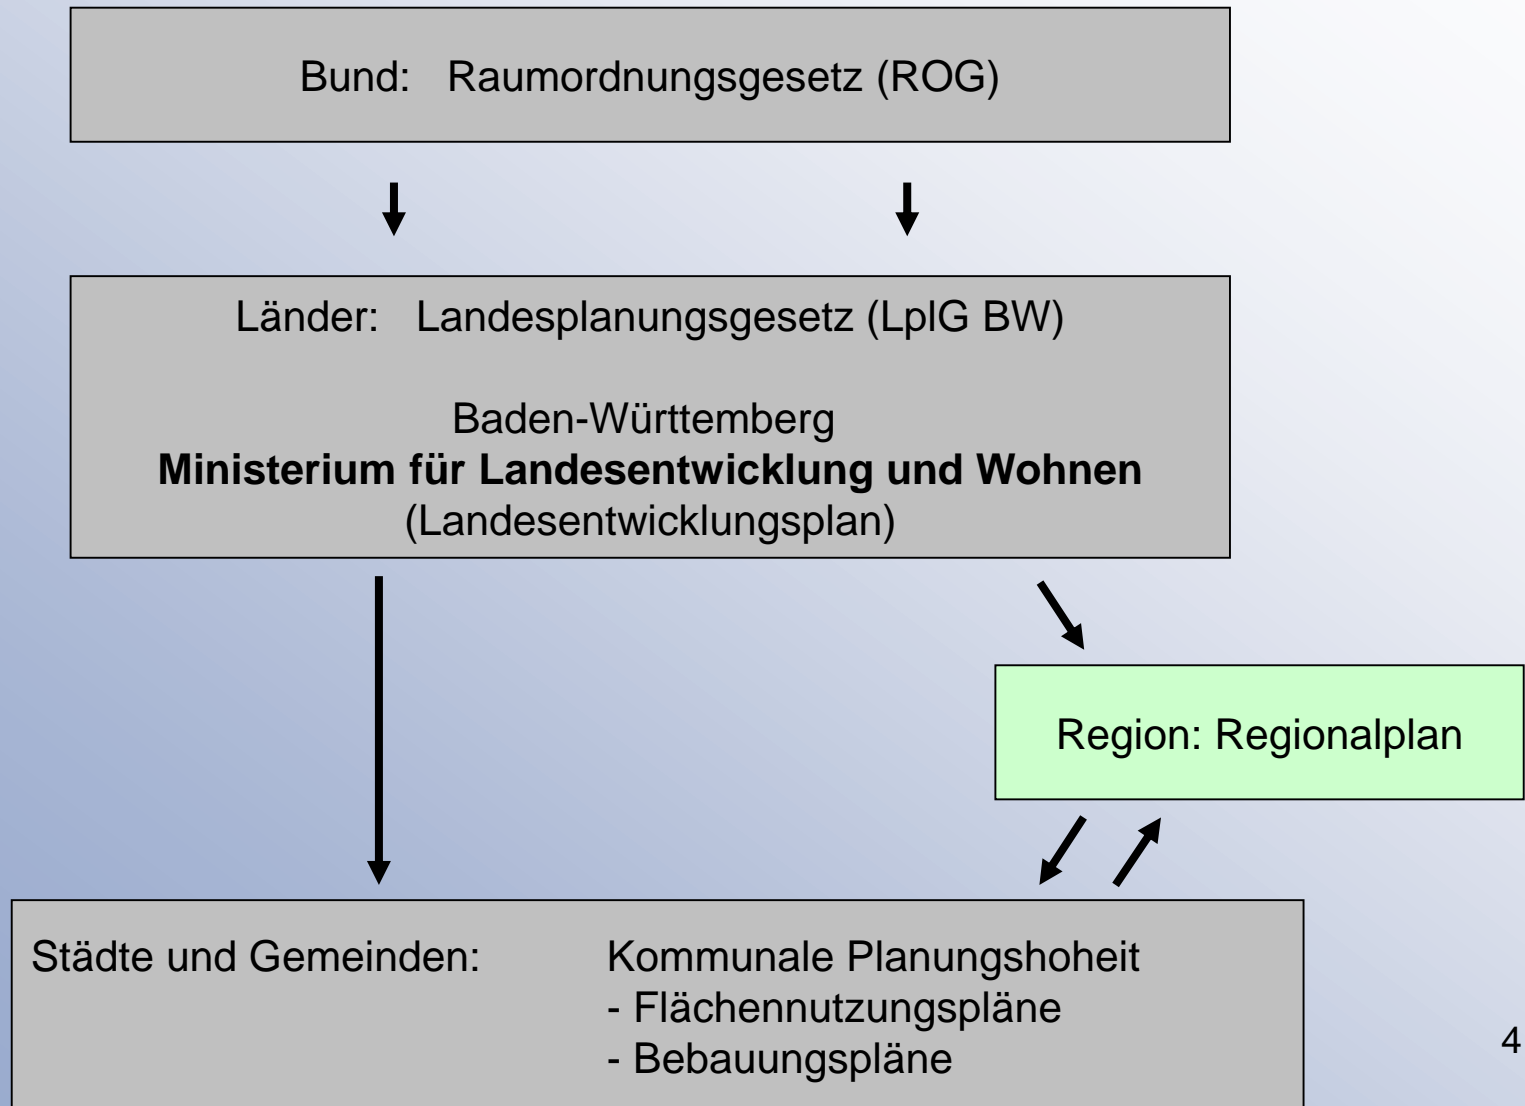 Bund: Raumordnungsgesetz (ROG)
Länder: Landesplanungsgesetz (LplG BW)
Baden-Württemberg
Ministerium für Landesentwicklung und Wohnen
(Landesentwicklungsplan)
Region: Regionalplan
Städte und Gemeinden: Kommunale Planungshoheit
- Flächennutzungspläne
- Bebauungspläne
4